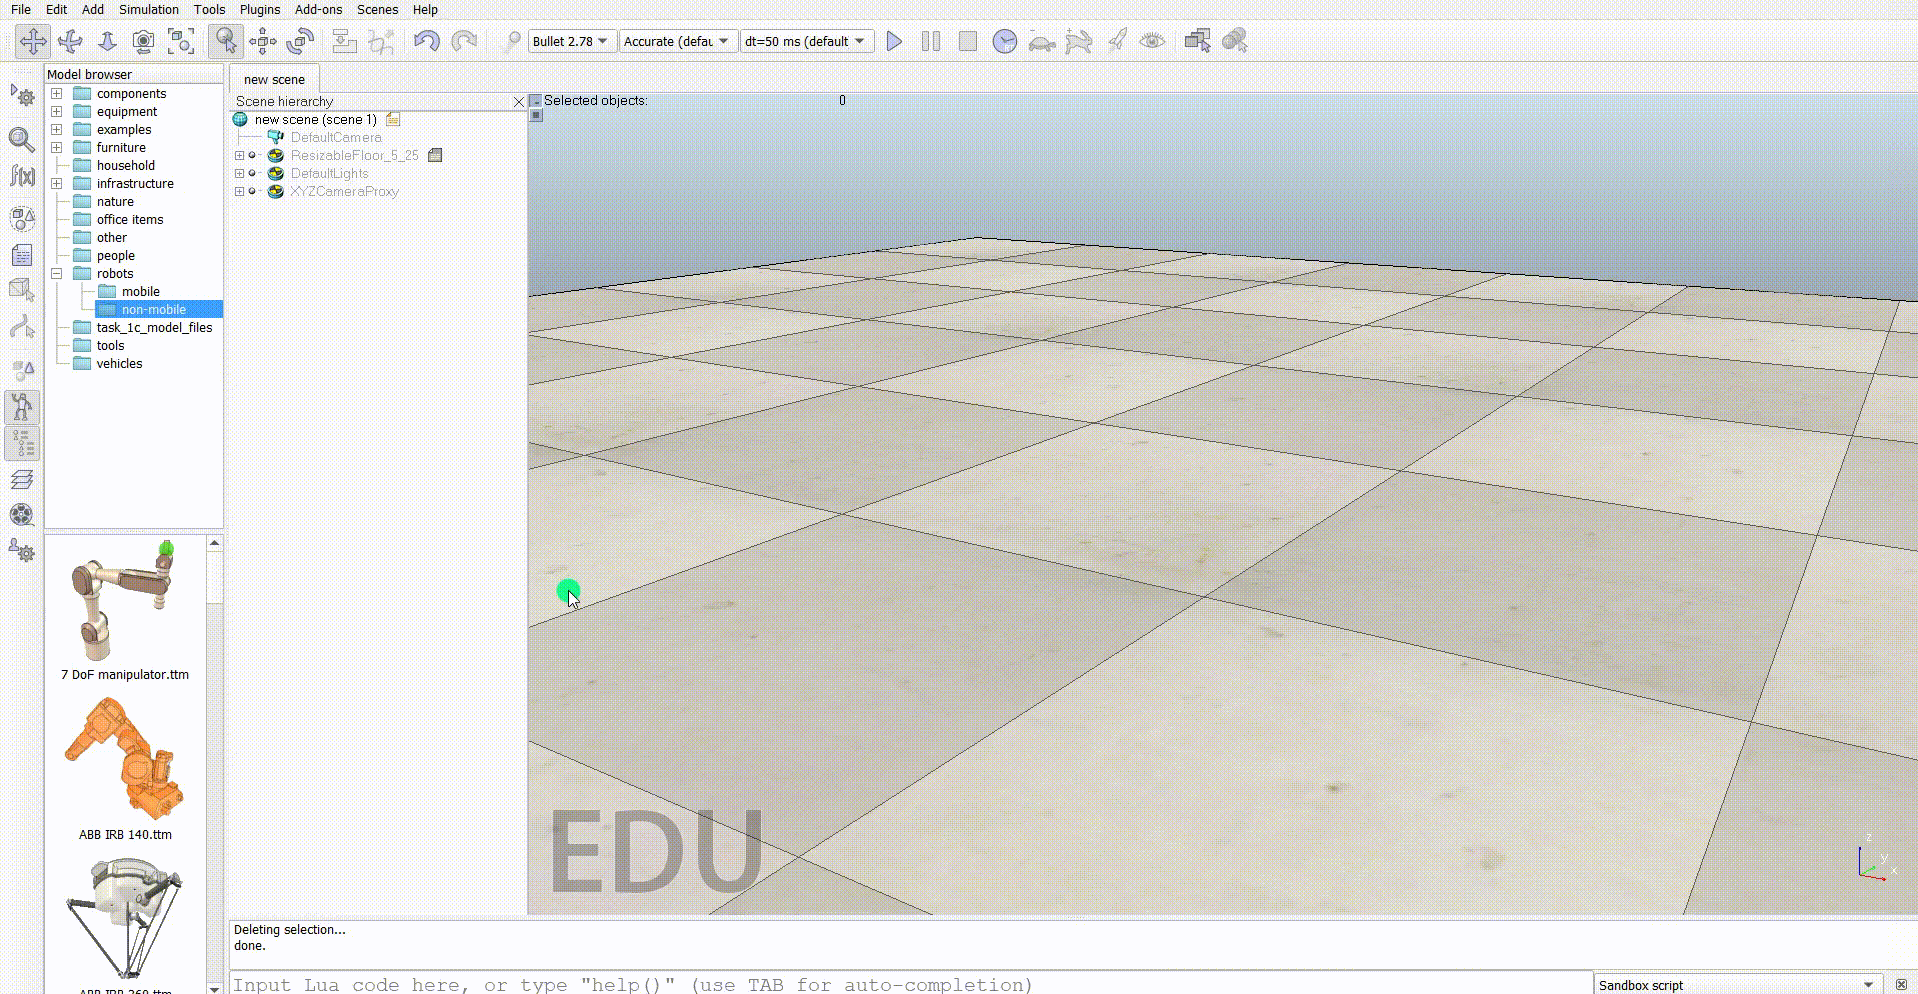 File Edit Add Simulation Tools Plugins Add-ons Scenes Help
Bullet 2.78 Accurate (defau dt=50 ms (default
Model browser
components
equipment
examples
furniture
household
infrastructure
nature
office items
other
people
robots
mobile
non-mobile
task_1c_model_files
tools
vehicles
7 DoF manipulator.ttm
ABB IRB 140.ttm
ABB IRB 360.ttm
new scene
Scene hierarchy
new scene (scene 1)
DefaultCamera
ResizableFloor_5_25
DefaultLights
XYZCameraProxy
Selected objects: 0
EDU
z
y
x
Deleting selection...
done.
Input Lua code here, or type "help()" (use TAB for auto-completion)
Sandbox script